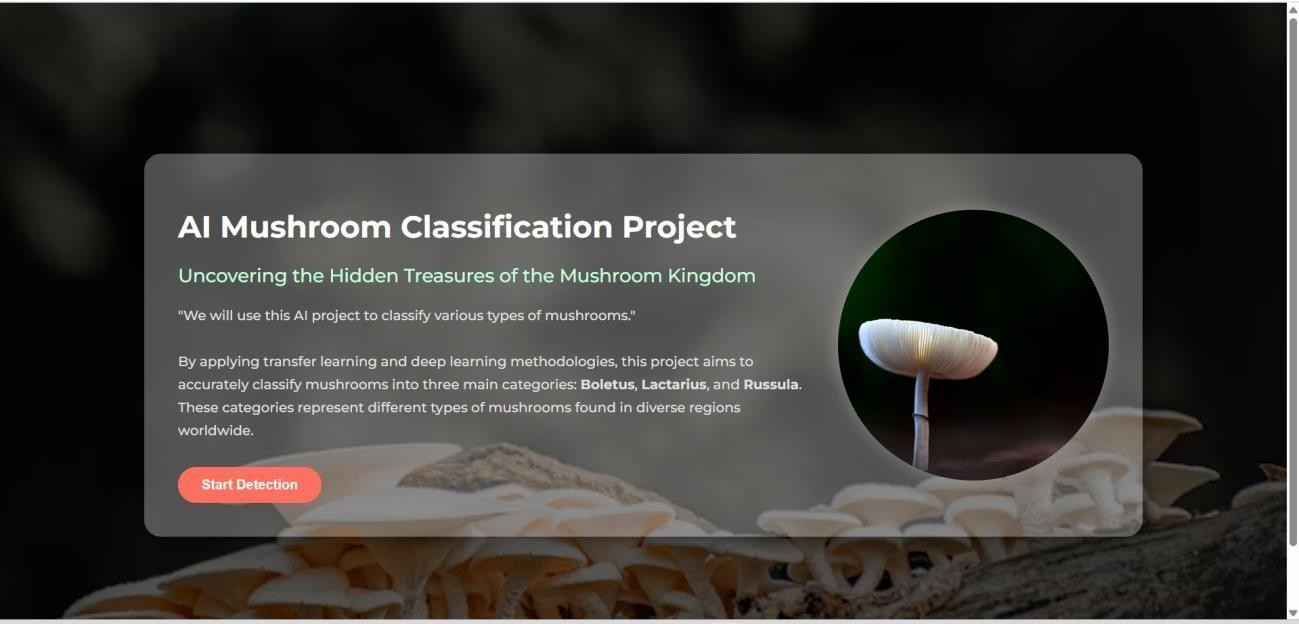 AI Mushroom Classification Project
Uncovering the Hidden Treasures of the Mushroom Kingdom
"We will use this AI project to classify various types of mushrooms."
By applying transfer learning and deep learning methodologies, this project aims to
accurately classify mushrooms into three main categories: Boletus, Lactarius, and Russula.
These categories represent different types of mushrooms found in diverse regions
worldwide.
Start Detection